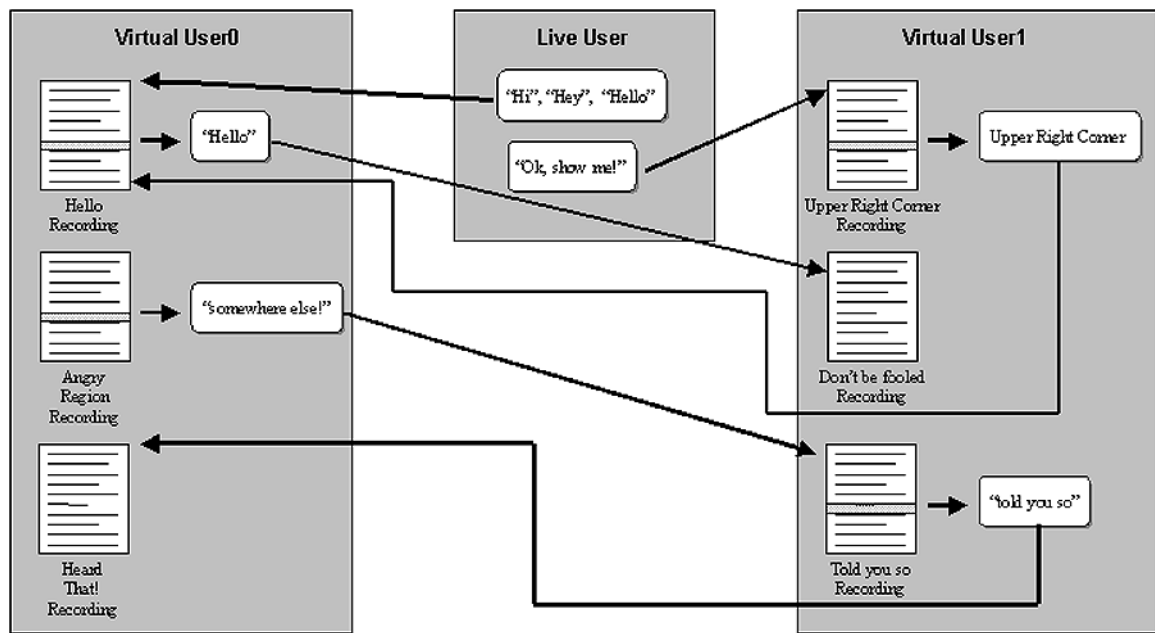 Virtual User0
Live User
Virtual User1
“Hi”, “Hey”, “Hello”
“Hello”
“Ok, show me!”
Upper Right Corner
Hello
Recording
Upper Right Corner
Recording
“somewhere else!”
Angry
Region
Recording
Don't be fooled
Recording
“told you so”
Heard
That!
Recording
Told you so
Recording